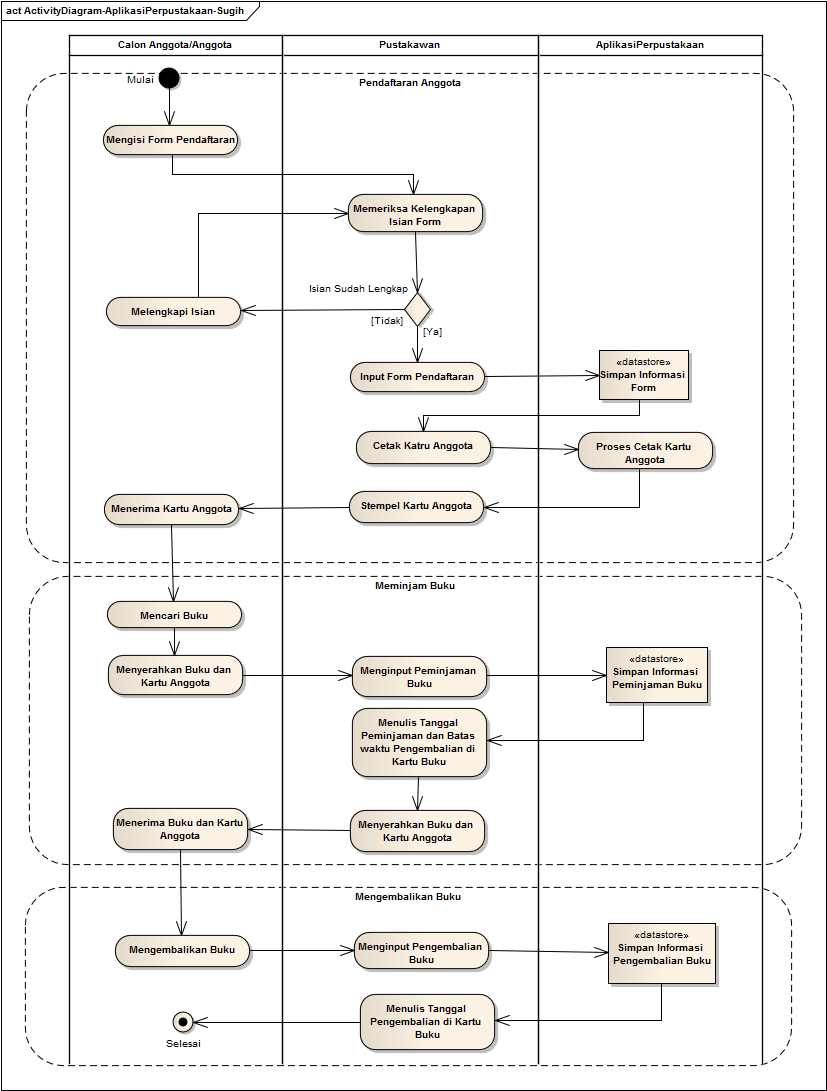 act ActivityDiagram-AplikasiPerpustakaan-Sugih
Calon Anggota/Anggota
Pustakawan
AplikasiPerpustakaan
Mulai
Pendaftaran Anggota
Mengisi Form Pendaftaran
Memeriksa Kelengkapan
Isian Form
Isian Sudah Lengkap
Melengkapi Isian
[Tidak]
[Ya]
Input Form Pendaftaran
«datastore»
Simpan Informasi
Form
Cetak Katru Anggota
Proses Cetak Kartu
Anggota
Menerima Kartu Anggota
Stempel Kartu Anggota
Meminjam Buku
Mencari Buku
Menyerahkan Buku dan
Kartu Anggota
Menginput Peminjaman
Buku
«datastore»
Simpan Informasi
Peminjaman Buku
Menulis Tanggal
Peminjaman dan Batas
waktu Pengembalian di
Kartu Buku
Menerima Buku dan Kartu
Anggota
Menyerahkan Buku dan
Kartu Anggota
Mengembalikan Buku
Mengembalikan Buku
Menginput Pengembalian
Buku
«datastore»
Simpan Informasi
Pengembalian Buku
Menulis Tanggal
Pengembalian di Kartu
Buku
Selesai